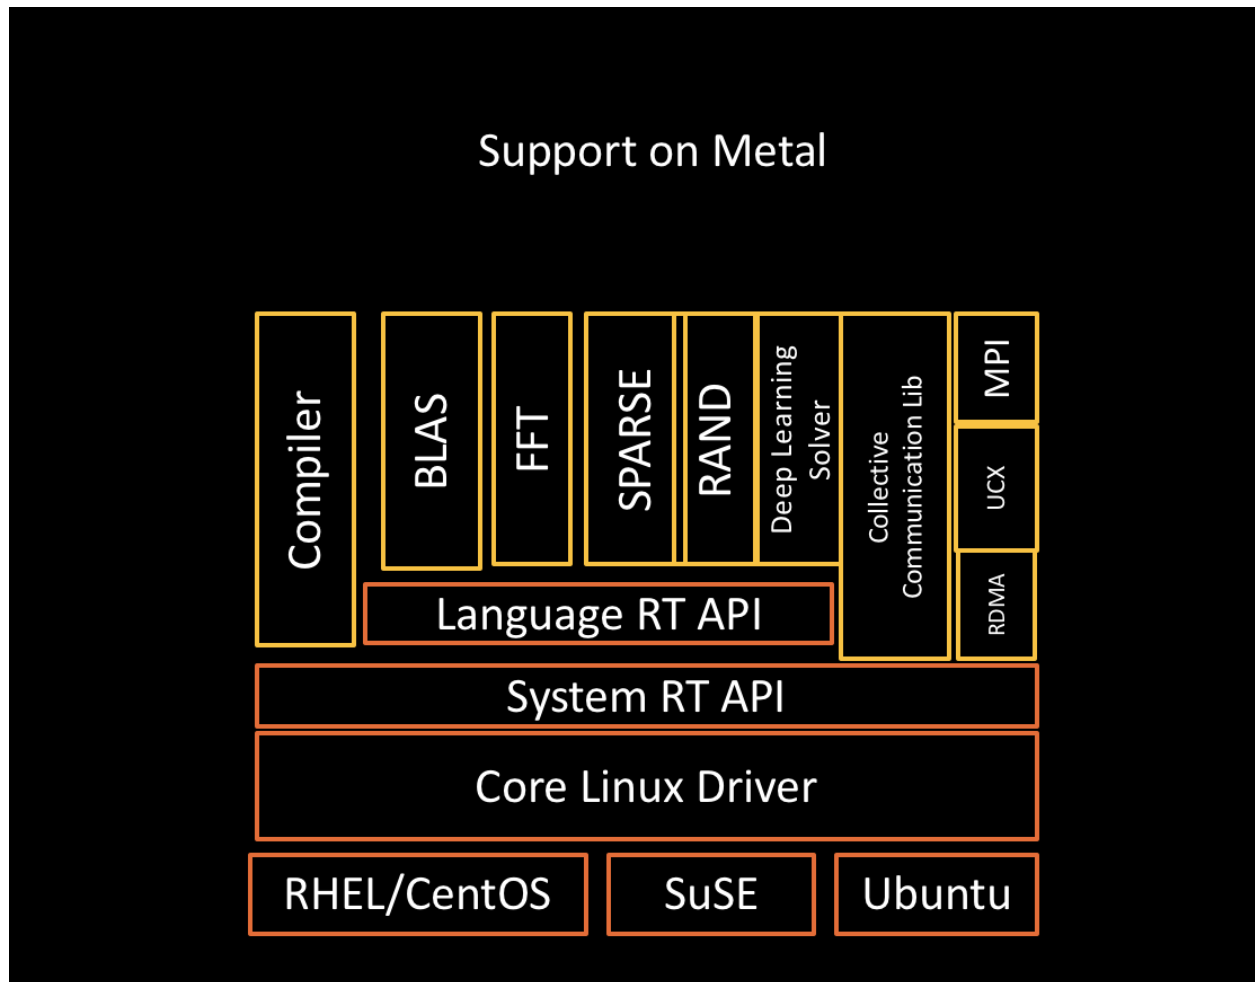 Support on Metal
Compiler
BLAS
FFT
SPARSE
RAND
Deep Learning
Solver
Collective
Communication Lib
MPI
UCX
RDMA
Language RT API
System RT API
Core Linux Driver
RHEL/CentOS
SuSE
Ubuntu